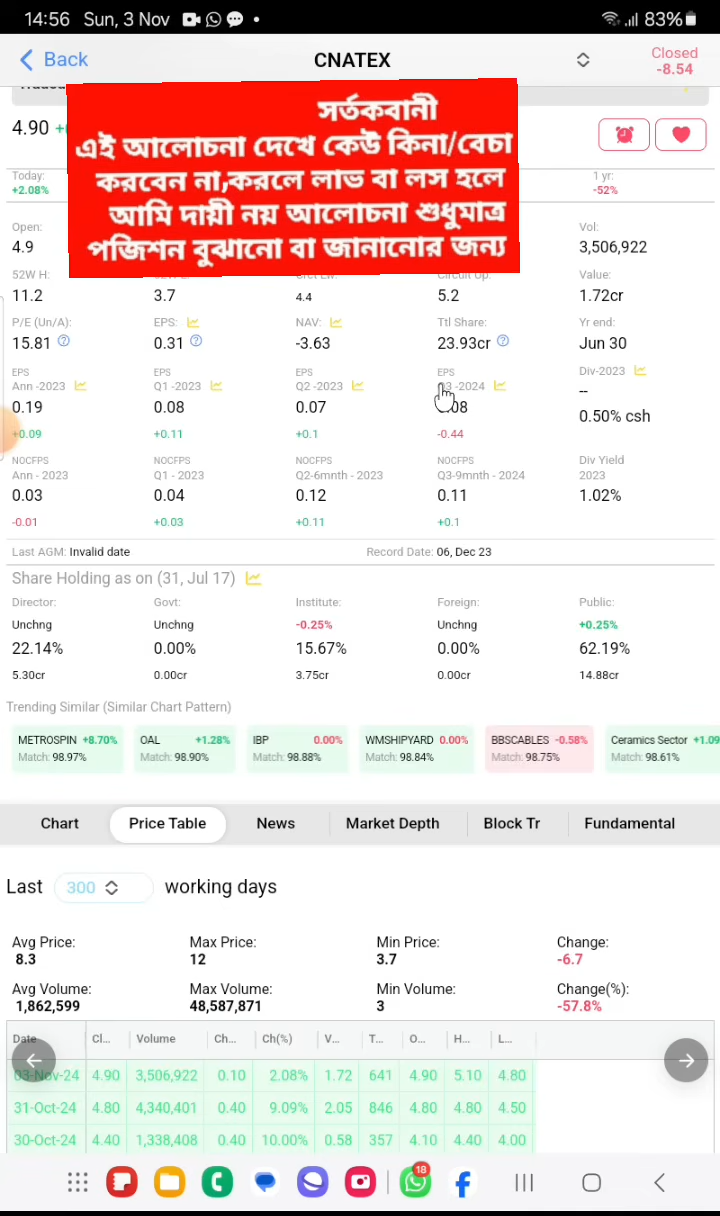 14:56 Sun, 3 Nov 83%
Back CNATEX Closed
-8.54
সর্তকবানী
এই আলোচনা দেখে কেউ কিনা/বেচা
করবেন না,করলে লাভ বা লস হলে
আমি দায়ী নয় আলোচনা শুধুমাত্র
পজিশন বুঝানো বা জানানোর জন্য
4.90
Today: 1 yr:
+2.08% -52%
Open: Vol:
4.9 3,506,922
52W H: Circuit Up: Value:
11.2 3.7 4.4 5.2 1.72cr
P/E (Un/A): EPS: NAV: Ttl Share: Yr end:
15.81 0.31 -3.63 23.93cr Jun 30
EPS EPS EPS EPS Div-2023
Ann -2023 Q1 -2023 Q2 -2023 -2024 --
0.19 0.08 0.07 08 0.50% csh
+0.09 +0.11 +0.1 -0.44
NOCFPS NOCFPS NOCFPS NOCFPS Div Yield
Ann - 2023 Q1 - 2023 Q2-6mnth - 2023 Q3-9mnth - 2024 2023
0.03 0.04 0.12 0.11 1.02%
-0.01 +0.03 +0.11 +0.1
Last AGM: Invalid date Record Date: 06, Dec 23
Share Holding as on (31, Jul 17)
Director: Govt: Institute: Foreign: Public:
Unchng Unchng -0.25% Unchng +0.25%
22.14% 0.00% 15.67% 0.00% 62.19%
5.30cr 0.00cr 3.75cr 0.00cr 14.88cr
Trending Similar (Similar Chart Pattern)
METROSPIN +8.70% OAL +1.28% IBP 0.00% WMSHIPYARD 0.00% BBSCABLES -0.58% Ceramics Sector +1.09
Match: 98.97% Match: 98.90% Match: 98.88% Match: 98.84% Match: 98.75% Match: 98.61%
Chart Price Table News Market Depth Block Tr Fundamental
Last 300 working days
Avg Price: Max Price: Min Price: Change:
8.3 12 3.7 -6.7
Avg Volume: Max Volume: Min Volume: Change(%):
1,862,599 48,587,871 3 -57.8%
Date Cl... Volume Ch... Ch(%) V... T... O... H... L...
03-Nov-24 4.90 3,506,922 0.10 2.08% 1.72 641 4.90 5.10 4.80
31-Oct-24 4.80 4,340,401 0.40 9.09% 2.05 846 4.80 4.80 4.50
30-Oct-24 4.40 1,338,408 0.40 10.00% 0.58 357 4.10 4.40 4.00
18